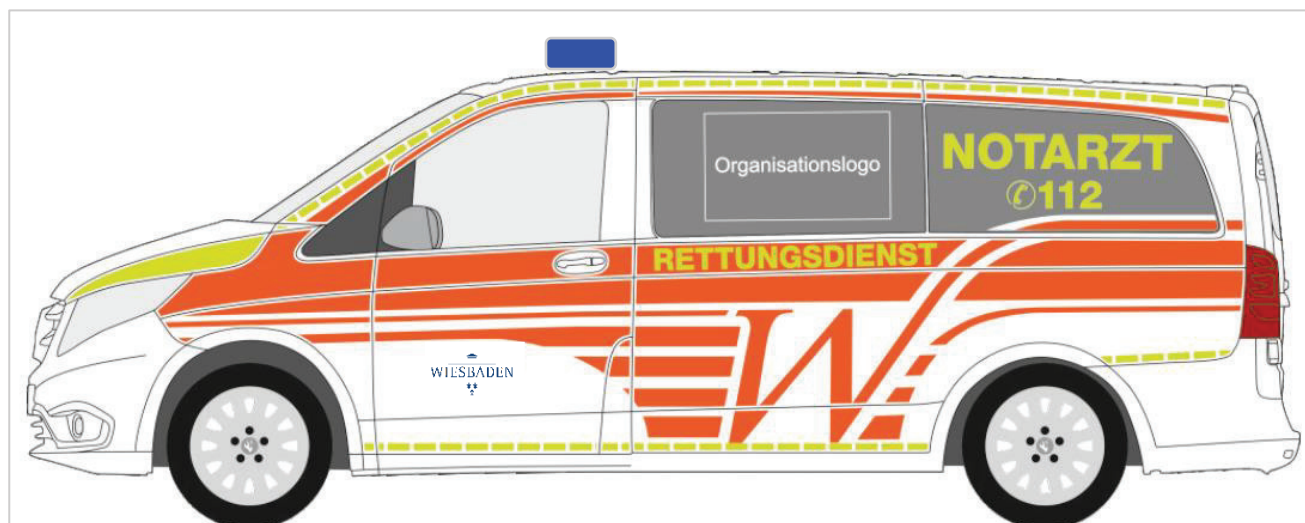 Organisationslogo
NOTARZT
✆112
RETTUNGSDIENST
W
WIESBADEN